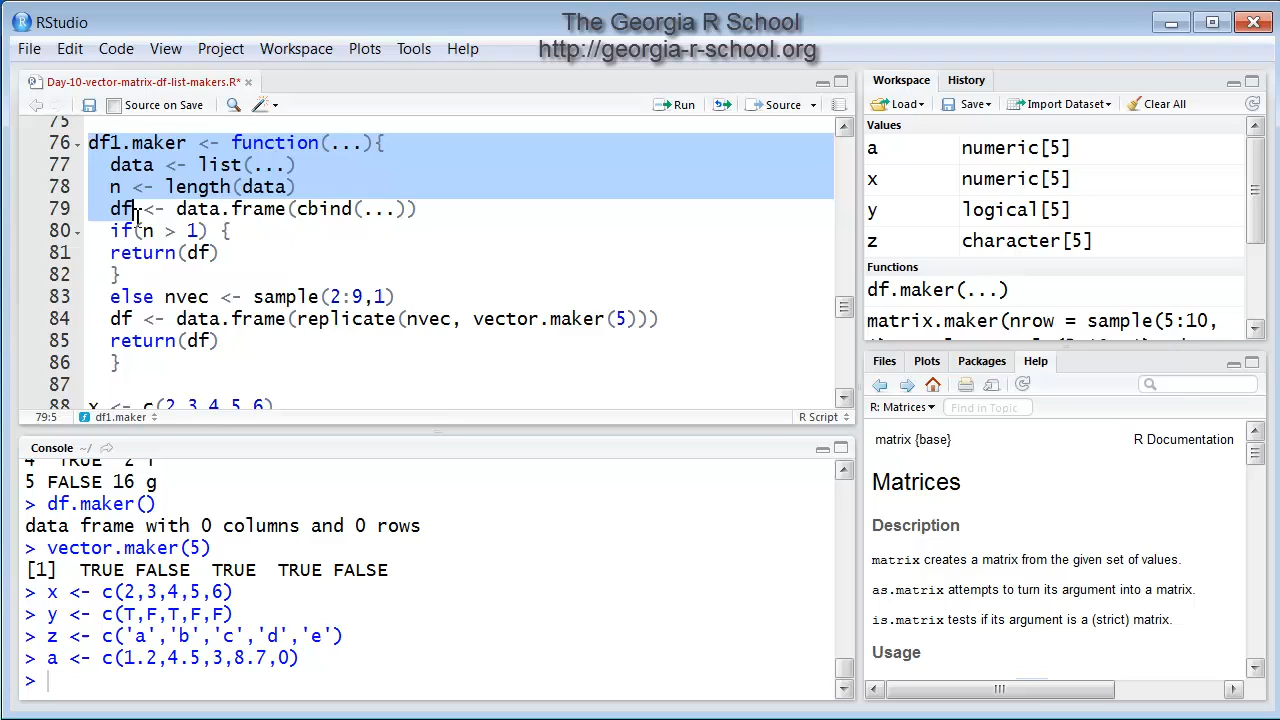 RStudio
The Georgia R School
http://georgia-r-school.org
File Edit Code View Project Workspace Plots Tools Help
Day-10-vector-matrix-df-list-makers.R*
Source on Save
Run
Source
75
76 df1.maker <- function(...){
77 data <- list(...)
78 n <- length(data)
79 df <- data.frame(cbind(...))
80 if(n > 1) {
81 return(df)
82 }
83 else nvec <- sample(2:9,1)
84 df <- data.frame(replicate(nvec, vector.maker(5)))
85 return(df)
86 }
87
88 x <- c(2,3,4,5,6)
79:5 df1.maker R Script
Console ~/
4 TRUE 2
5 FALSE 16 g
> df.maker()
data frame with 0 columns and 0 rows
> vector.maker(5)
[1] TRUE FALSE TRUE TRUE FALSE
> x <- c(2,3,4,5,6)
> y <- c(T,F,T,F,F)
> z <- c('a','b','c','d','e')
> a <- c(1.2,4.5,3,8.7,0)
>
Workspace History
Load Save Import Dataset Clear All
Values
a numeric[5]
x numeric[5]
y logical[5]
z character[5]
Functions
df.maker(...)
matrix.maker(nrow = sample(5:10,
Files Plots Packages Help
R: Matrices Find in Topic
matrix {base} R Documentation
Matrices
Description
matrix creates a matrix from the given set of values.
as.matrix attempts to turn its argument into a matrix.
is.matrix tests if its argument is a (strict) matrix.
Usage